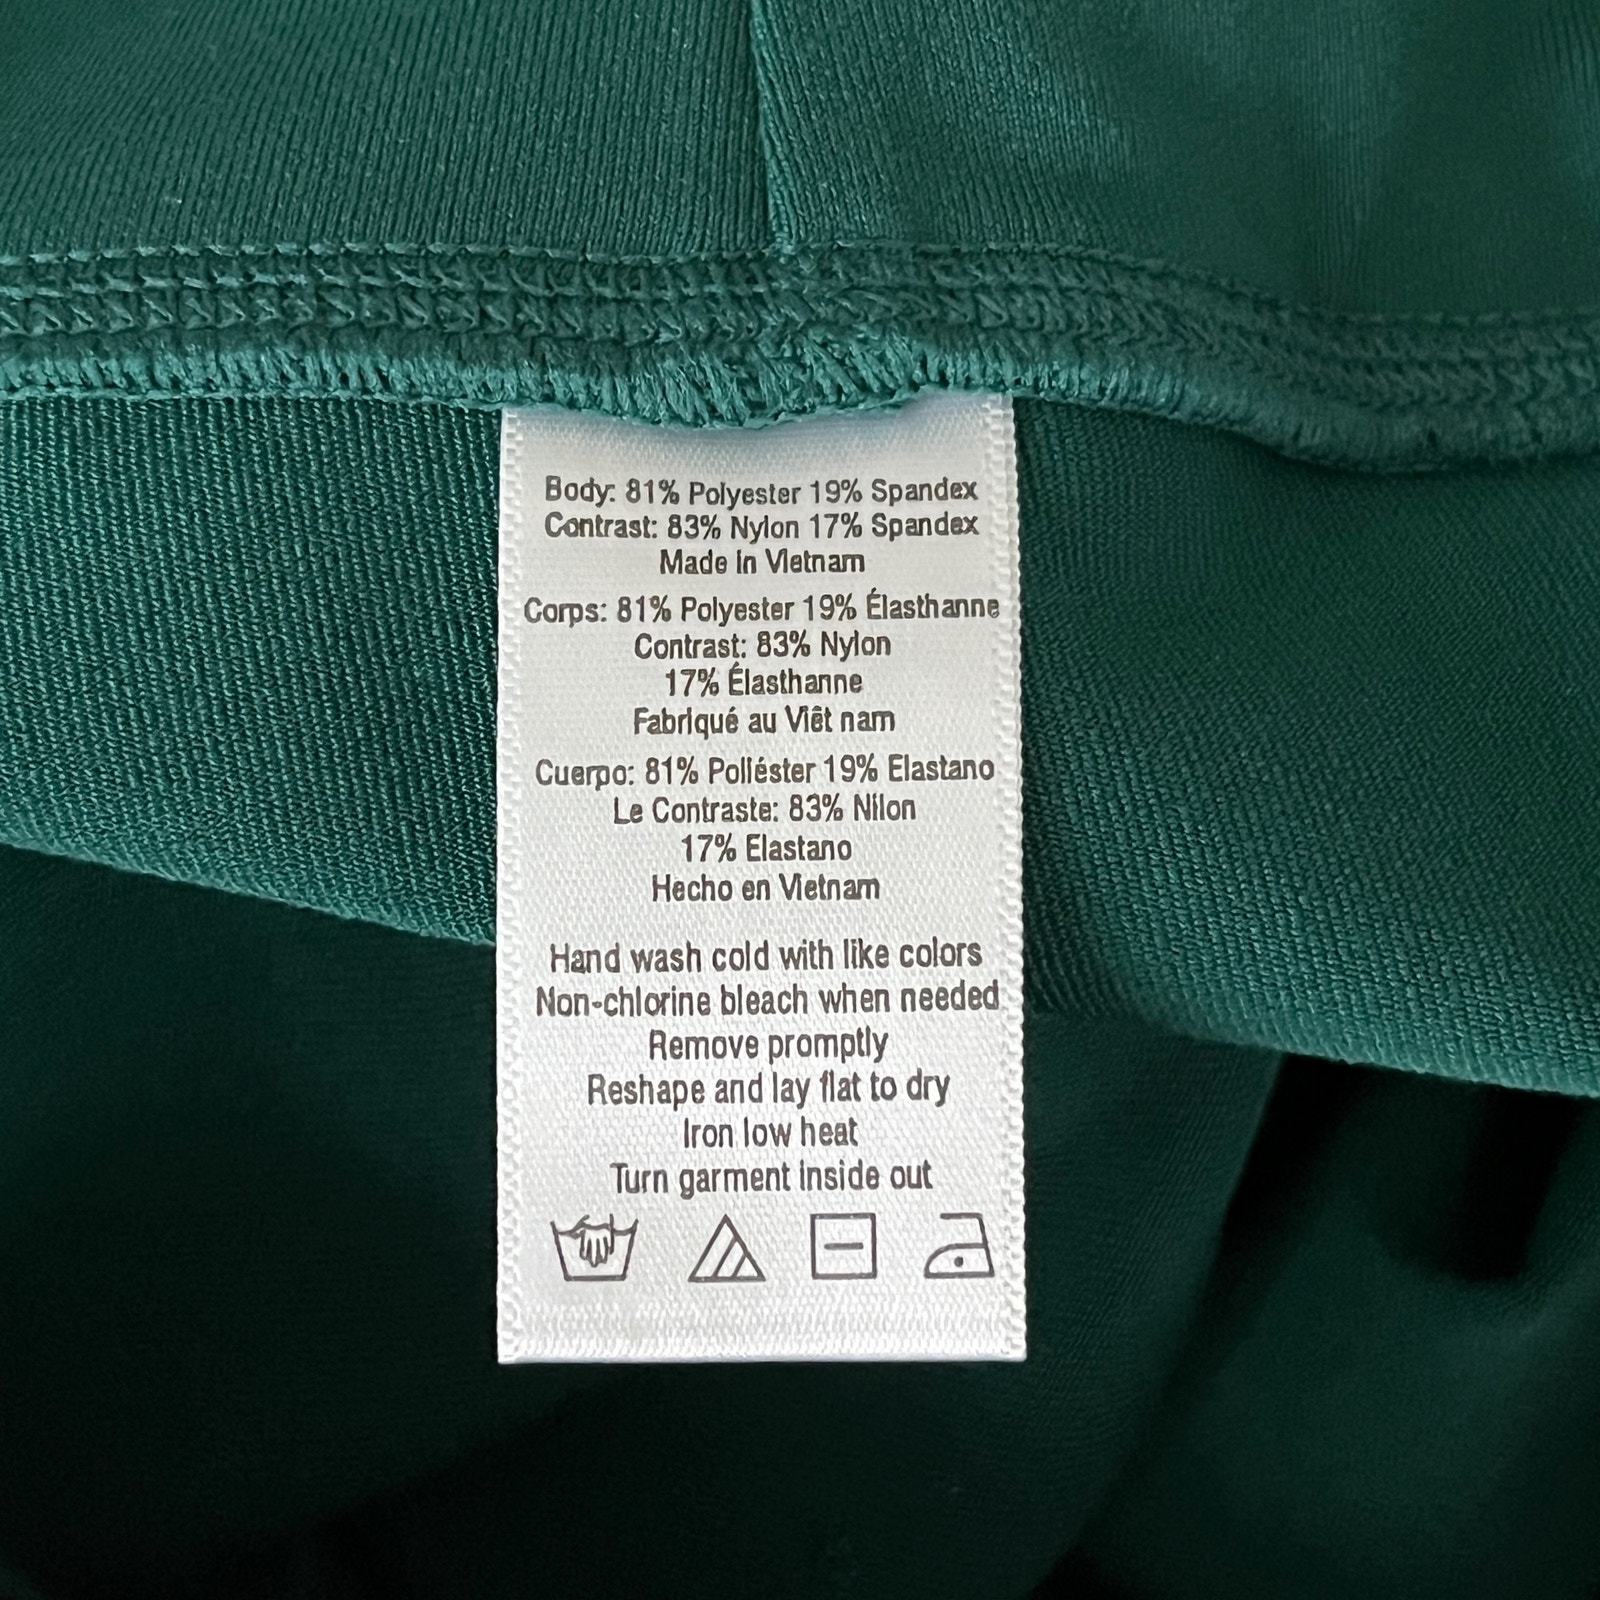 Body: 81% Polyester 19% Spandex
Contrast: 83% Nylon 17% Spandex
Made in Vietnam
Corps: 81% Polyester 19% Élasthanne
Contrast: 83% Nylon
17% Élasthanne
Fabriqué au Viêt nam
Cuerpo: 81% Poliéster 19% Elastano
Le Contraste: 83% Nilon
17% Elastano
Hecho en Vietnam
Hand wash cold with like colors
Non-chlorine bleach when needed
Remove promptly
Reshape and lay flat to dry
Iron low heat
Turn garment inside out